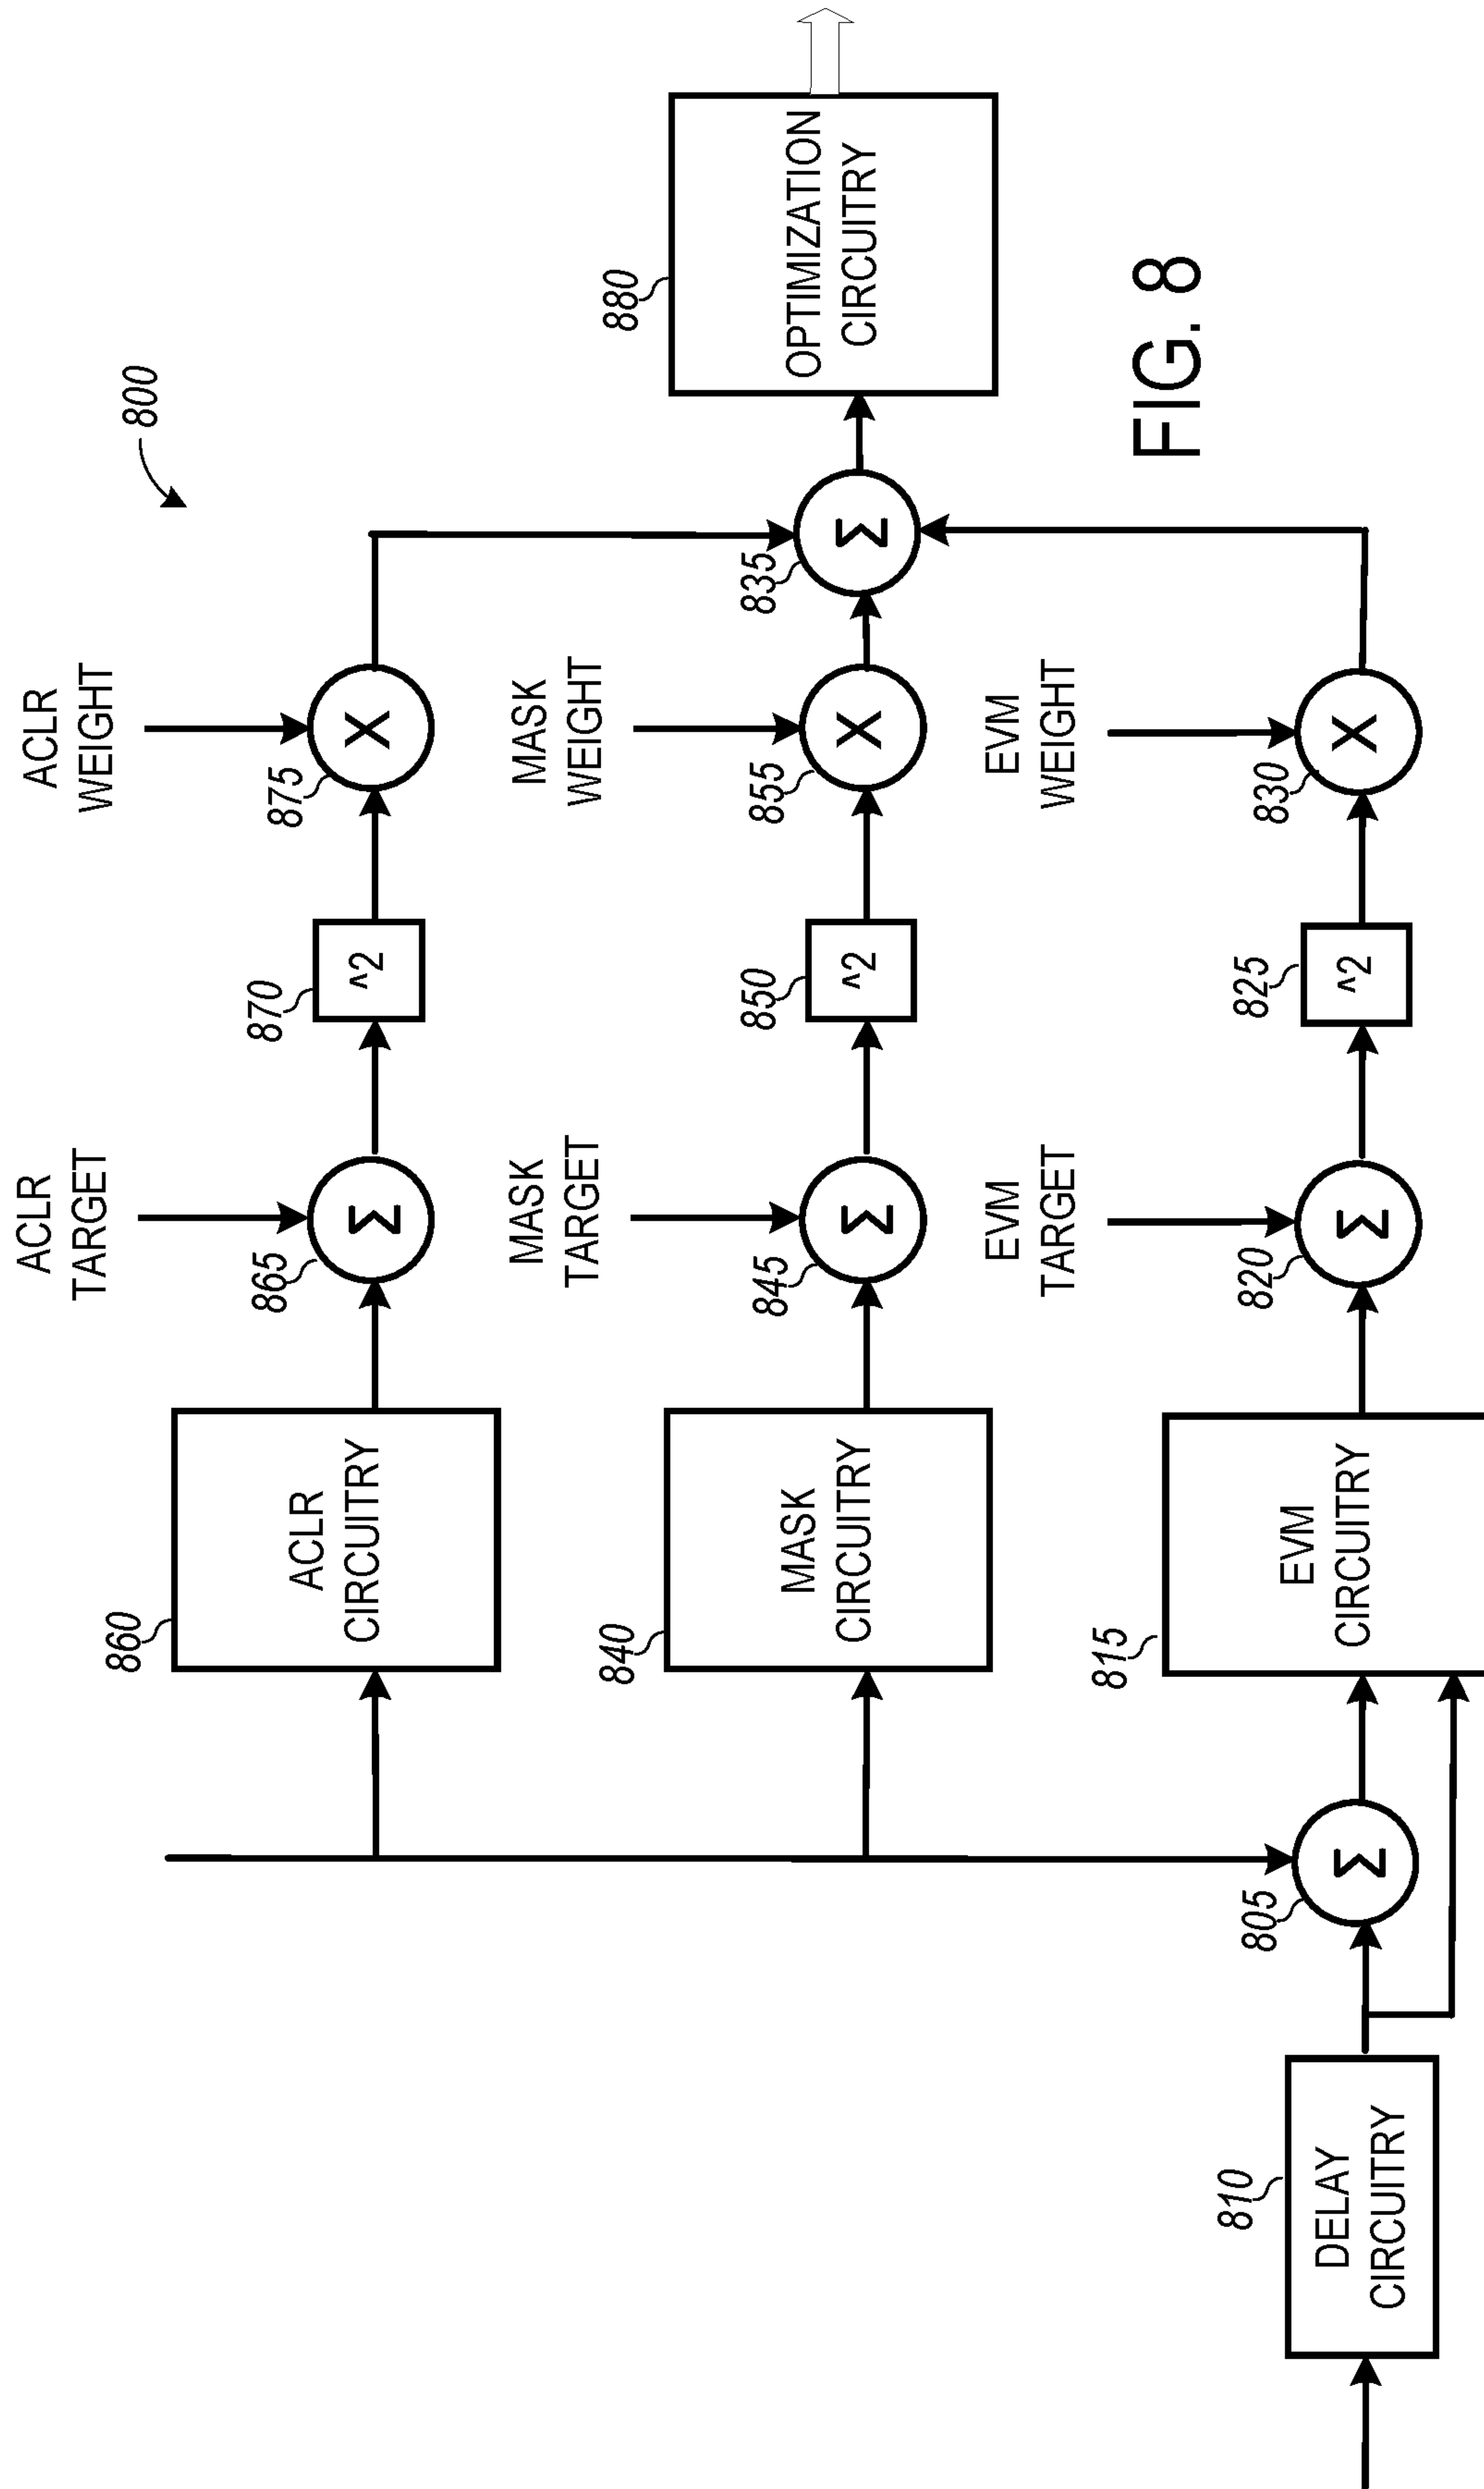 800
ACLR
TARGET
ACLR
WEIGHT
860
ACLR
CIRCUITRY
865
Σ
870
^2
875
X
MASK
TARGET
MASK
WEIGHT
840
MASK
CIRCUITRY
845
Σ
850
^2
855
X
835
Σ
880
OPTIMIZATION
CIRCUITRY
EVM
TARGET
EVM
WEIGHT
810
DELAY
CIRCUITRY
805
Σ
815
EVM
CIRCUITRY
820
Σ
825
^2
830
X
FIG. 8